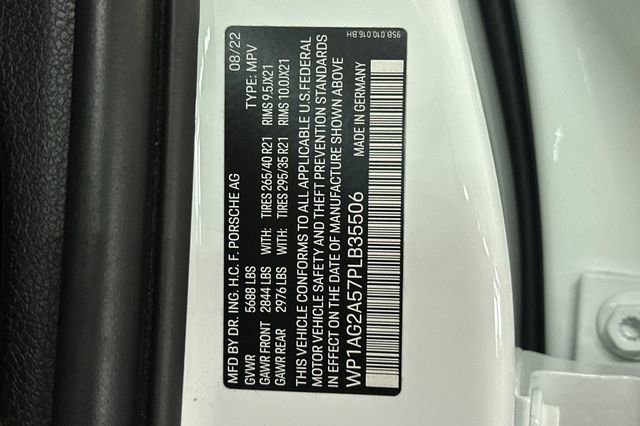 MFD BY DR. ING. H.C. F. PORSCHE AG 08/22
GVWR 5688 LBS TYPE: MPV
GAWR FRONT 2844 LBS WITH: TIRES 265/40 R21 RIMS 9.5JX21
GAWR REAR 2976 LBS WITH: TIRES 295/35 R21 RIMS 10.0JX21
THIS VEHICLE CONFORMS TO ALL APPLICABLE U.S. FEDERAL
MOTOR VEHICLE SAFETY AND THEFT PREVENTION STANDARDS
IN EFFECT ON THE DATE OF MANUFACTURE SHOWN ABOVE
WP1AG2A57PLB35506 MADE IN GERMANY
95B.010.016.BH